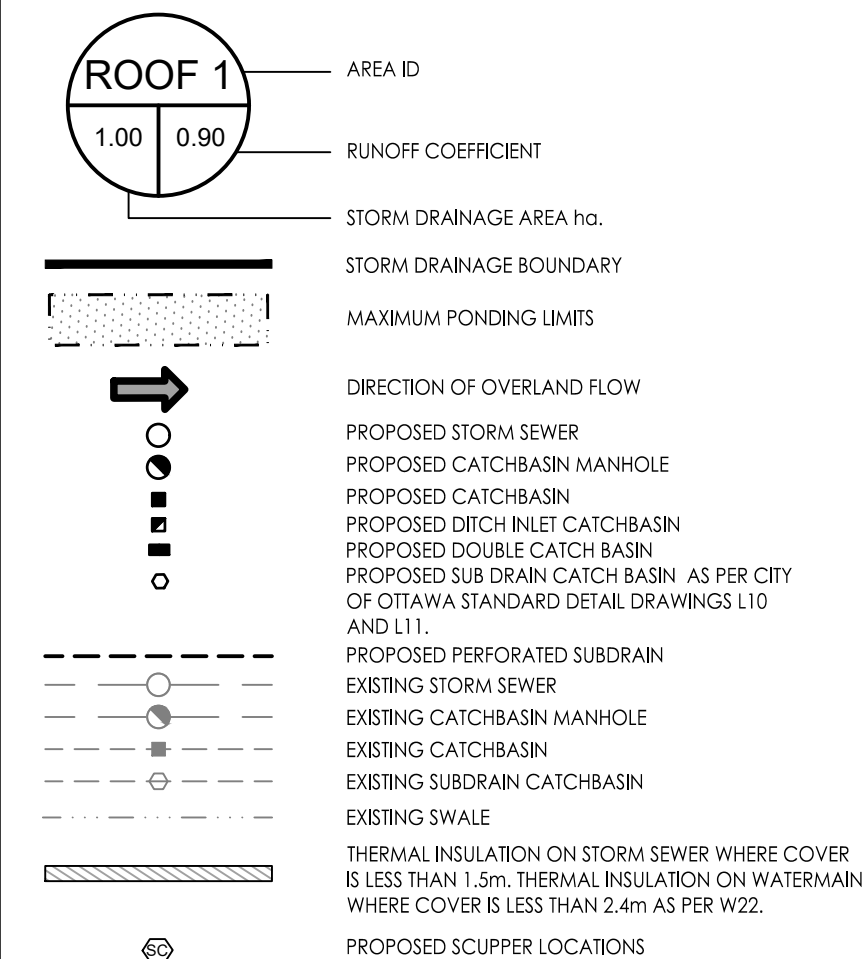 ROOF 1
AREA ID
1.00 0.90
RUNOFF COEFFICIENT
STORM DRAINAGE AREA ha.
STORM DRAINAGE BOUNDARY
MAXIMUM PONDING LIMITS
DIRECTION OF OVERLAND FLOW
PROPOSED STORM SEWER
PROPOSED CATCHBASIN MANHOLE
PROPOSED CATCHBASIN
PROPOSED DITCH INLET CATCHBASIN
PROPOSED DOUBLE CATCH BASIN
PROPOSED SUB DRAIN CATCH BASIN AS PER CITY
OF OTTAWA STANDARD DETAIL DRAWINGS L10
AND L11.
PROPOSED PERFORATED SUBDRAIN
EXISTING STORM SEWER
EXISTING CATCHBASIN MANHOLE
EXISTING CATCHBASIN
EXISTING SUBDRAIN CATCHBASIN
EXISTING SWALE
THERMAL INSULATION ON STORM SEWER WHERE COVER
IS LESS THAN 1.5m. THERMAL INSULATION ON WATERMAIN
WHERE COVER IS LESS THAN 2.4m AS PER W22.
SC
PROPOSED SCUPPER LOCATIONS